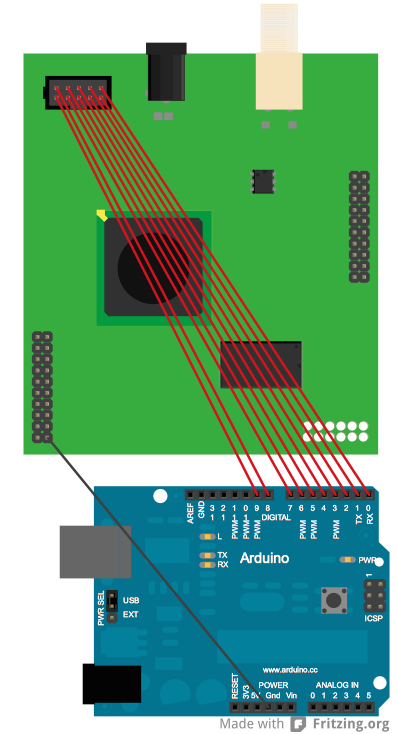 AREF
GND
13
12
PWM 11
PWM 10
PWM 9
8
DIGITAL
7
PWM 6
PWM 5
4
PWM 3
2
TX 1
RX 0
L
TX
RX
Arduino
PWR
PWR SEL
USB
EXT
1
ICSP
www.arduino.cc
POWER
ANALOG IN
RESET
3V3
5V
Gnd
Vin
0 1 2 3 4 5
Made with Fritzing.org